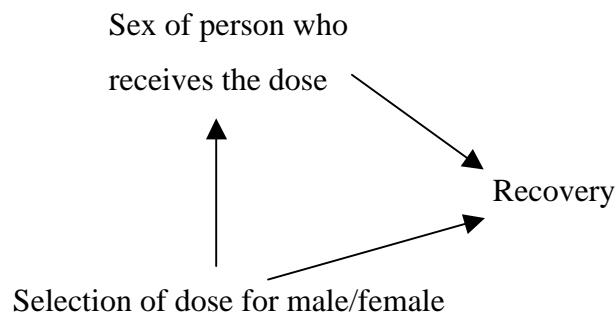 Sex of person who
receives the dose
Recovery
Selection of dose for male/female